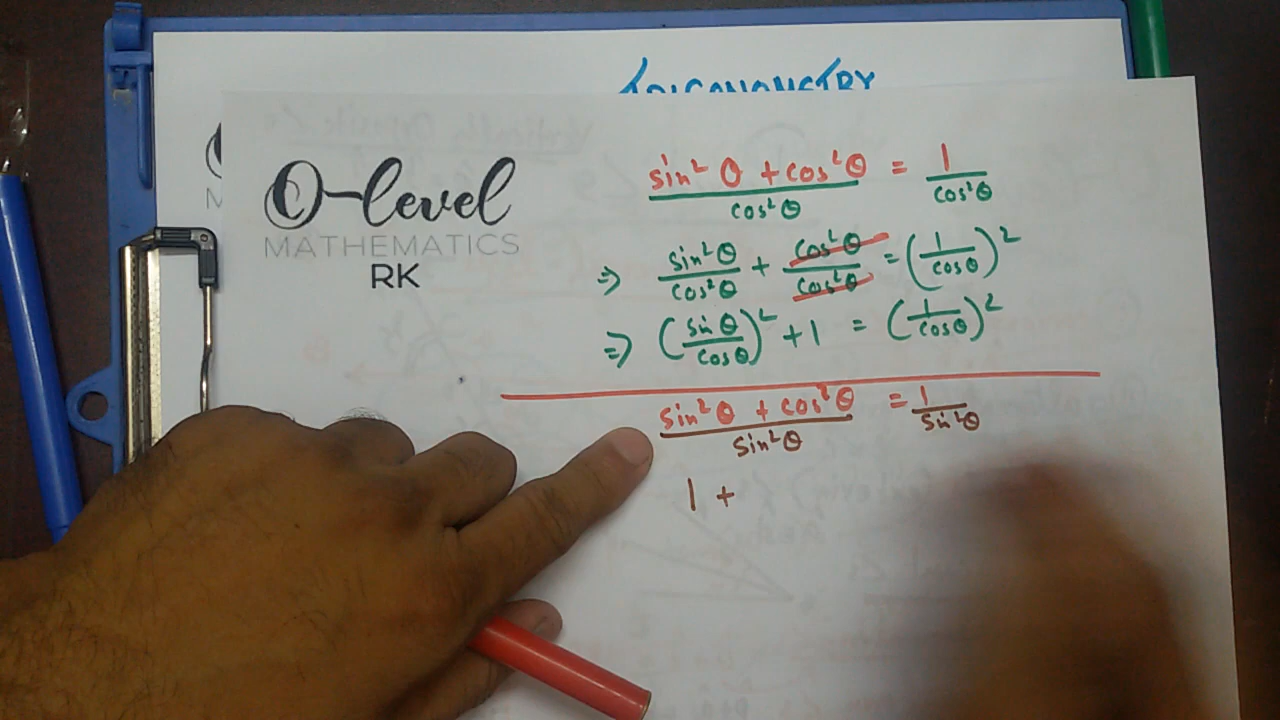 TRIGONOMETRY
O-level
MATHEMATICS
RK
sin²θ + cos²θ / cos²θ = 1 / cos²θ
⇒ sin²θ / cos²θ + cos²θ / cos²θ = (1 / cosθ)²
⇒ (sinθ / cosθ)² + 1 = (1 / cosθ)²
sin²θ + cos²θ / sin²θ = 1 / sin²θ
1 +